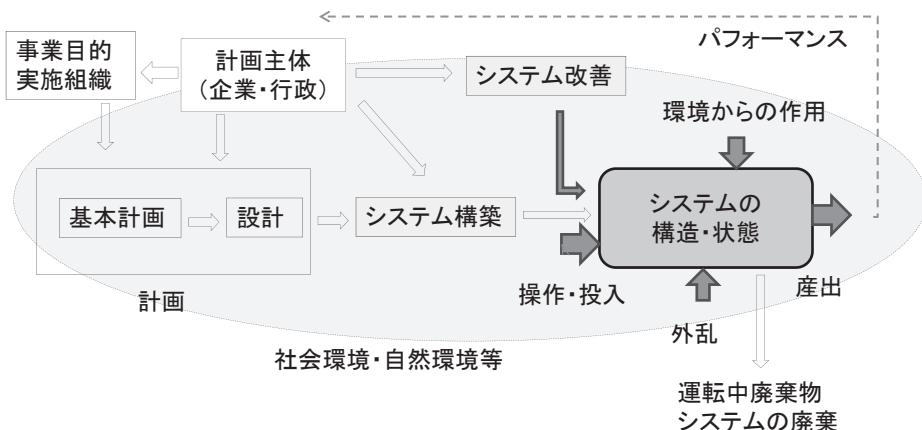 パフォーマンス
事業目的
実施組織
計画主体
(企業・行政)
システム改善
環境からの作用
基本計画
設計
システム構築
システムの
構造・状態
操作・投入
産出
計画
外乱
社会環境・自然環境等
運転中廃棄物
システムの廃棄